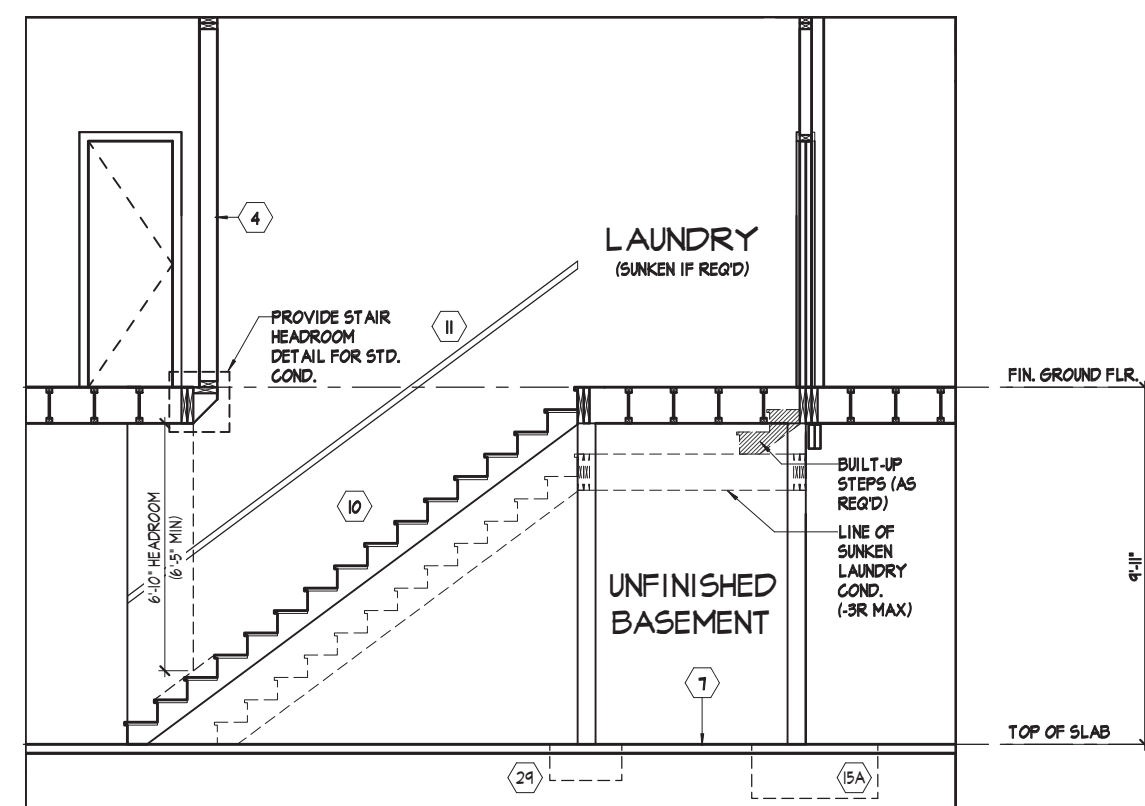 4
LAUNDRY
(SUNKEN IF REQ'D)
PROVIDE STAIR
HEADROOM
DETAIL FOR STD.
COND.
11
FIN. GROUND FLR.
6'-10" HEADROOM
(6'-5" MIN)
10
BUILT-UP
STEPS (AS
REQ'D)
LINE OF
SUNKEN
LAUNDRY
COND.
(-3R MAX)
9'-11"
UNFINISHED
BASEMENT
7
TOP OF SLAB
29
15A